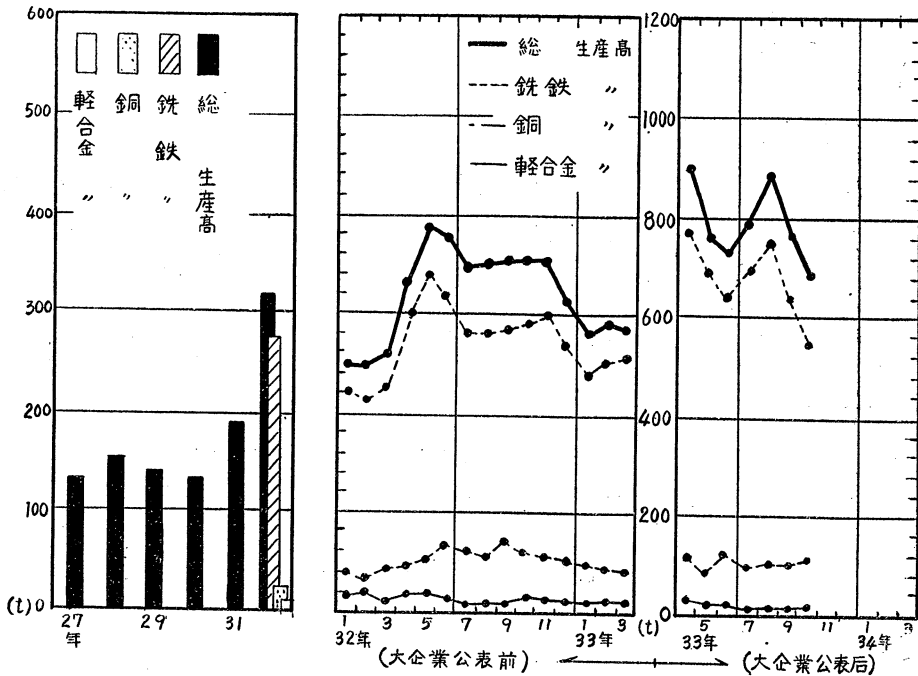 600
500
400
300
200
100
(t) 0
軽合金 〃
銅 〃
銑鉄 〃
総生産高
27年
29
31
総 生産高
銑鉄 〃
銅 〃
軽合金 〃
1
3
5
7
9
11
1
3
32年
33年
(大企業公表前)
1200
1000
800
600
400
200
0
(t)
5
7
9
11
1
3
33年
34年
(大企業公表后)